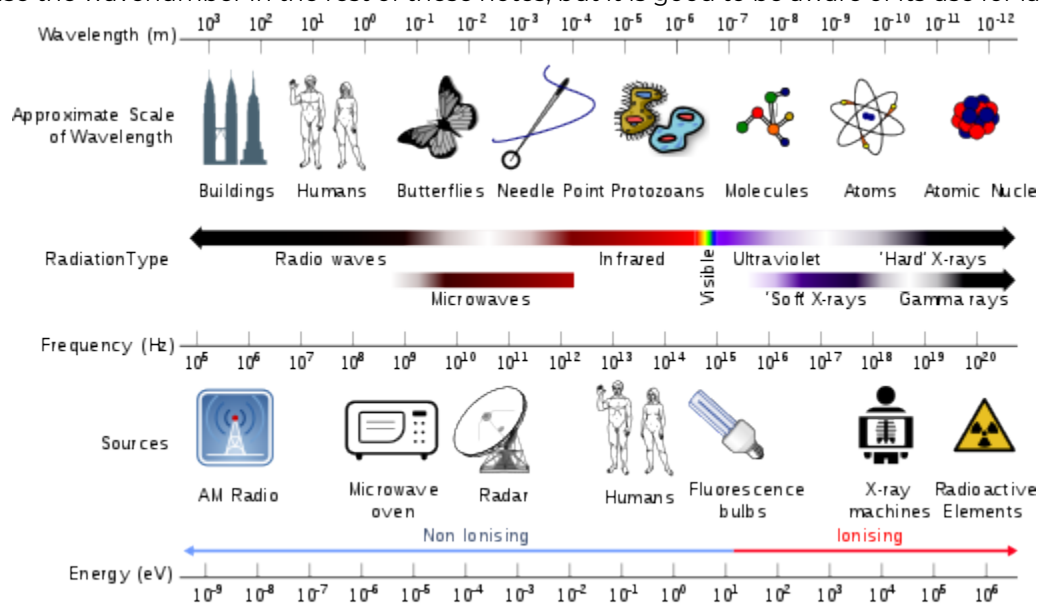 10³ 10² 10¹ 10⁰ 10⁻¹ 10⁻² 10⁻³ 10⁻⁴ 10⁻⁵ 10⁻⁶ 10⁻⁷ 10⁻⁸ 10⁻⁹ 10⁻¹⁰ 10⁻¹¹ 10⁻¹²
Wavelength (m)
Approximate Scale
of Wavelength
Buildings Humans Butterflies Needle Point Protozoans Molecules Atoms Atomic Nucle
RadiationType
Radio waves Infrared Visible Ultraviolet 'Hard' X-rays
Microwaves 'Soft' X-rays Gamma rays
Frequency (Hz)
10⁵ 10⁶ 10⁷ 10⁸ 10⁹ 10¹⁰ 10¹¹ 10¹² 10¹³ 10¹⁴ 10¹⁵ 10¹⁶ 10¹⁷ 10¹⁸ 10¹⁹ 10²⁰
Sources
AM Radio Microwave oven Radar Humans Fluorescence bulbs X-ray machines Radioactive Elements
Non Ionising Ionising
Energy (eV)
10⁻⁹ 10⁻⁸ 10⁻⁷ 10⁻⁶ 10⁻⁵ 10⁻⁴ 10⁻³ 10⁻² 10⁻¹ 10⁰ 10¹ 10² 10³ 10⁴ 10⁵ 10⁶